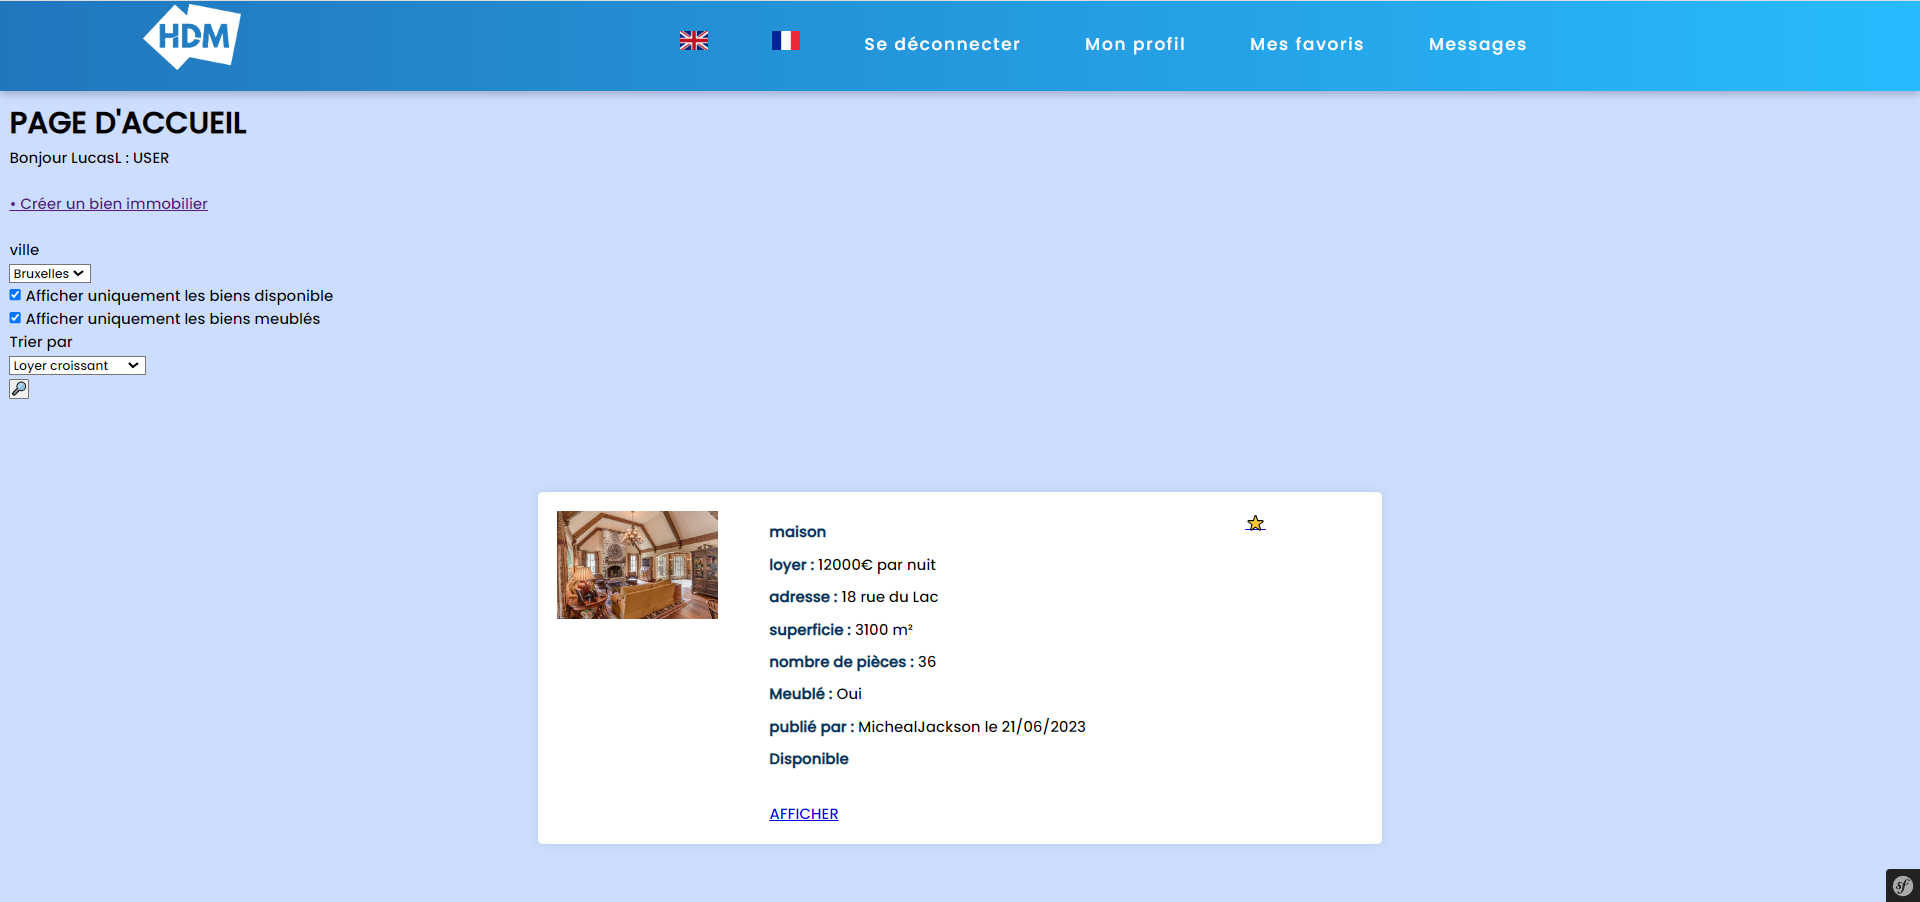 HDM
Se déconnecter
Mon profil
Mes favoris
Messages
PAGE D'ACCUEIL
Bonjour LucasL : USER
• Créer un bien immobilier
ville
Bruxelles
Afficher uniquement les biens disponible
Afficher uniquement les biens meublés
Trier par
Loyer croissant
maison
loyer : 12000€ par nuit
adresse : 18 rue du Lac
superficie : 3100 m²
nombre de pièces : 36
Meublé : Oui
publié par : MichealJackson le 21/06/2023
Disponible
AFFICHER
sf